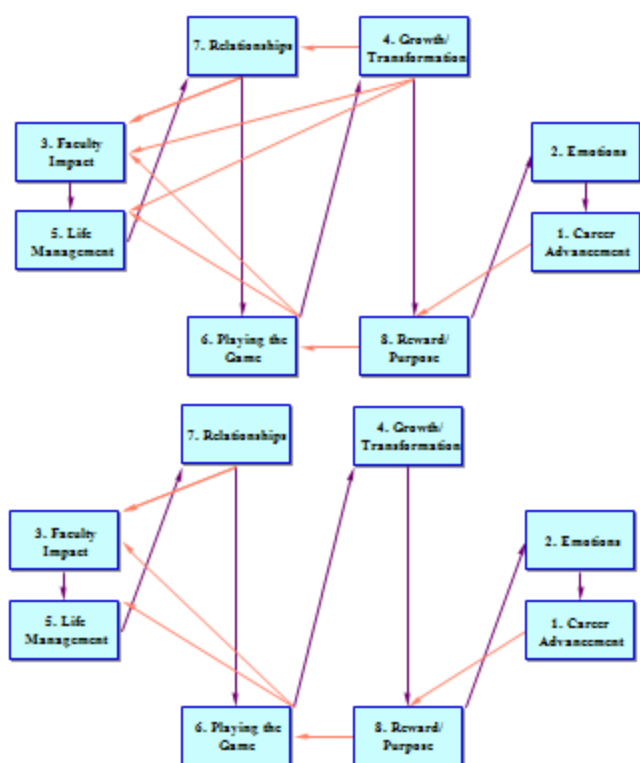 7. Relationships
4. Growth/
Transformation
3. Faculty
Impact
2. Emotions
5. Life
Management
1. Career
Advancement
6. Playing the
Game
8. Reward/
Purpose
7. Relationships
4. Growth/
Transformation
3. Faculty
Impact
2. Emotions
5. Life
Management
1. Career
Advancement
6. Playing the
Game
8. Reward/
Purpose